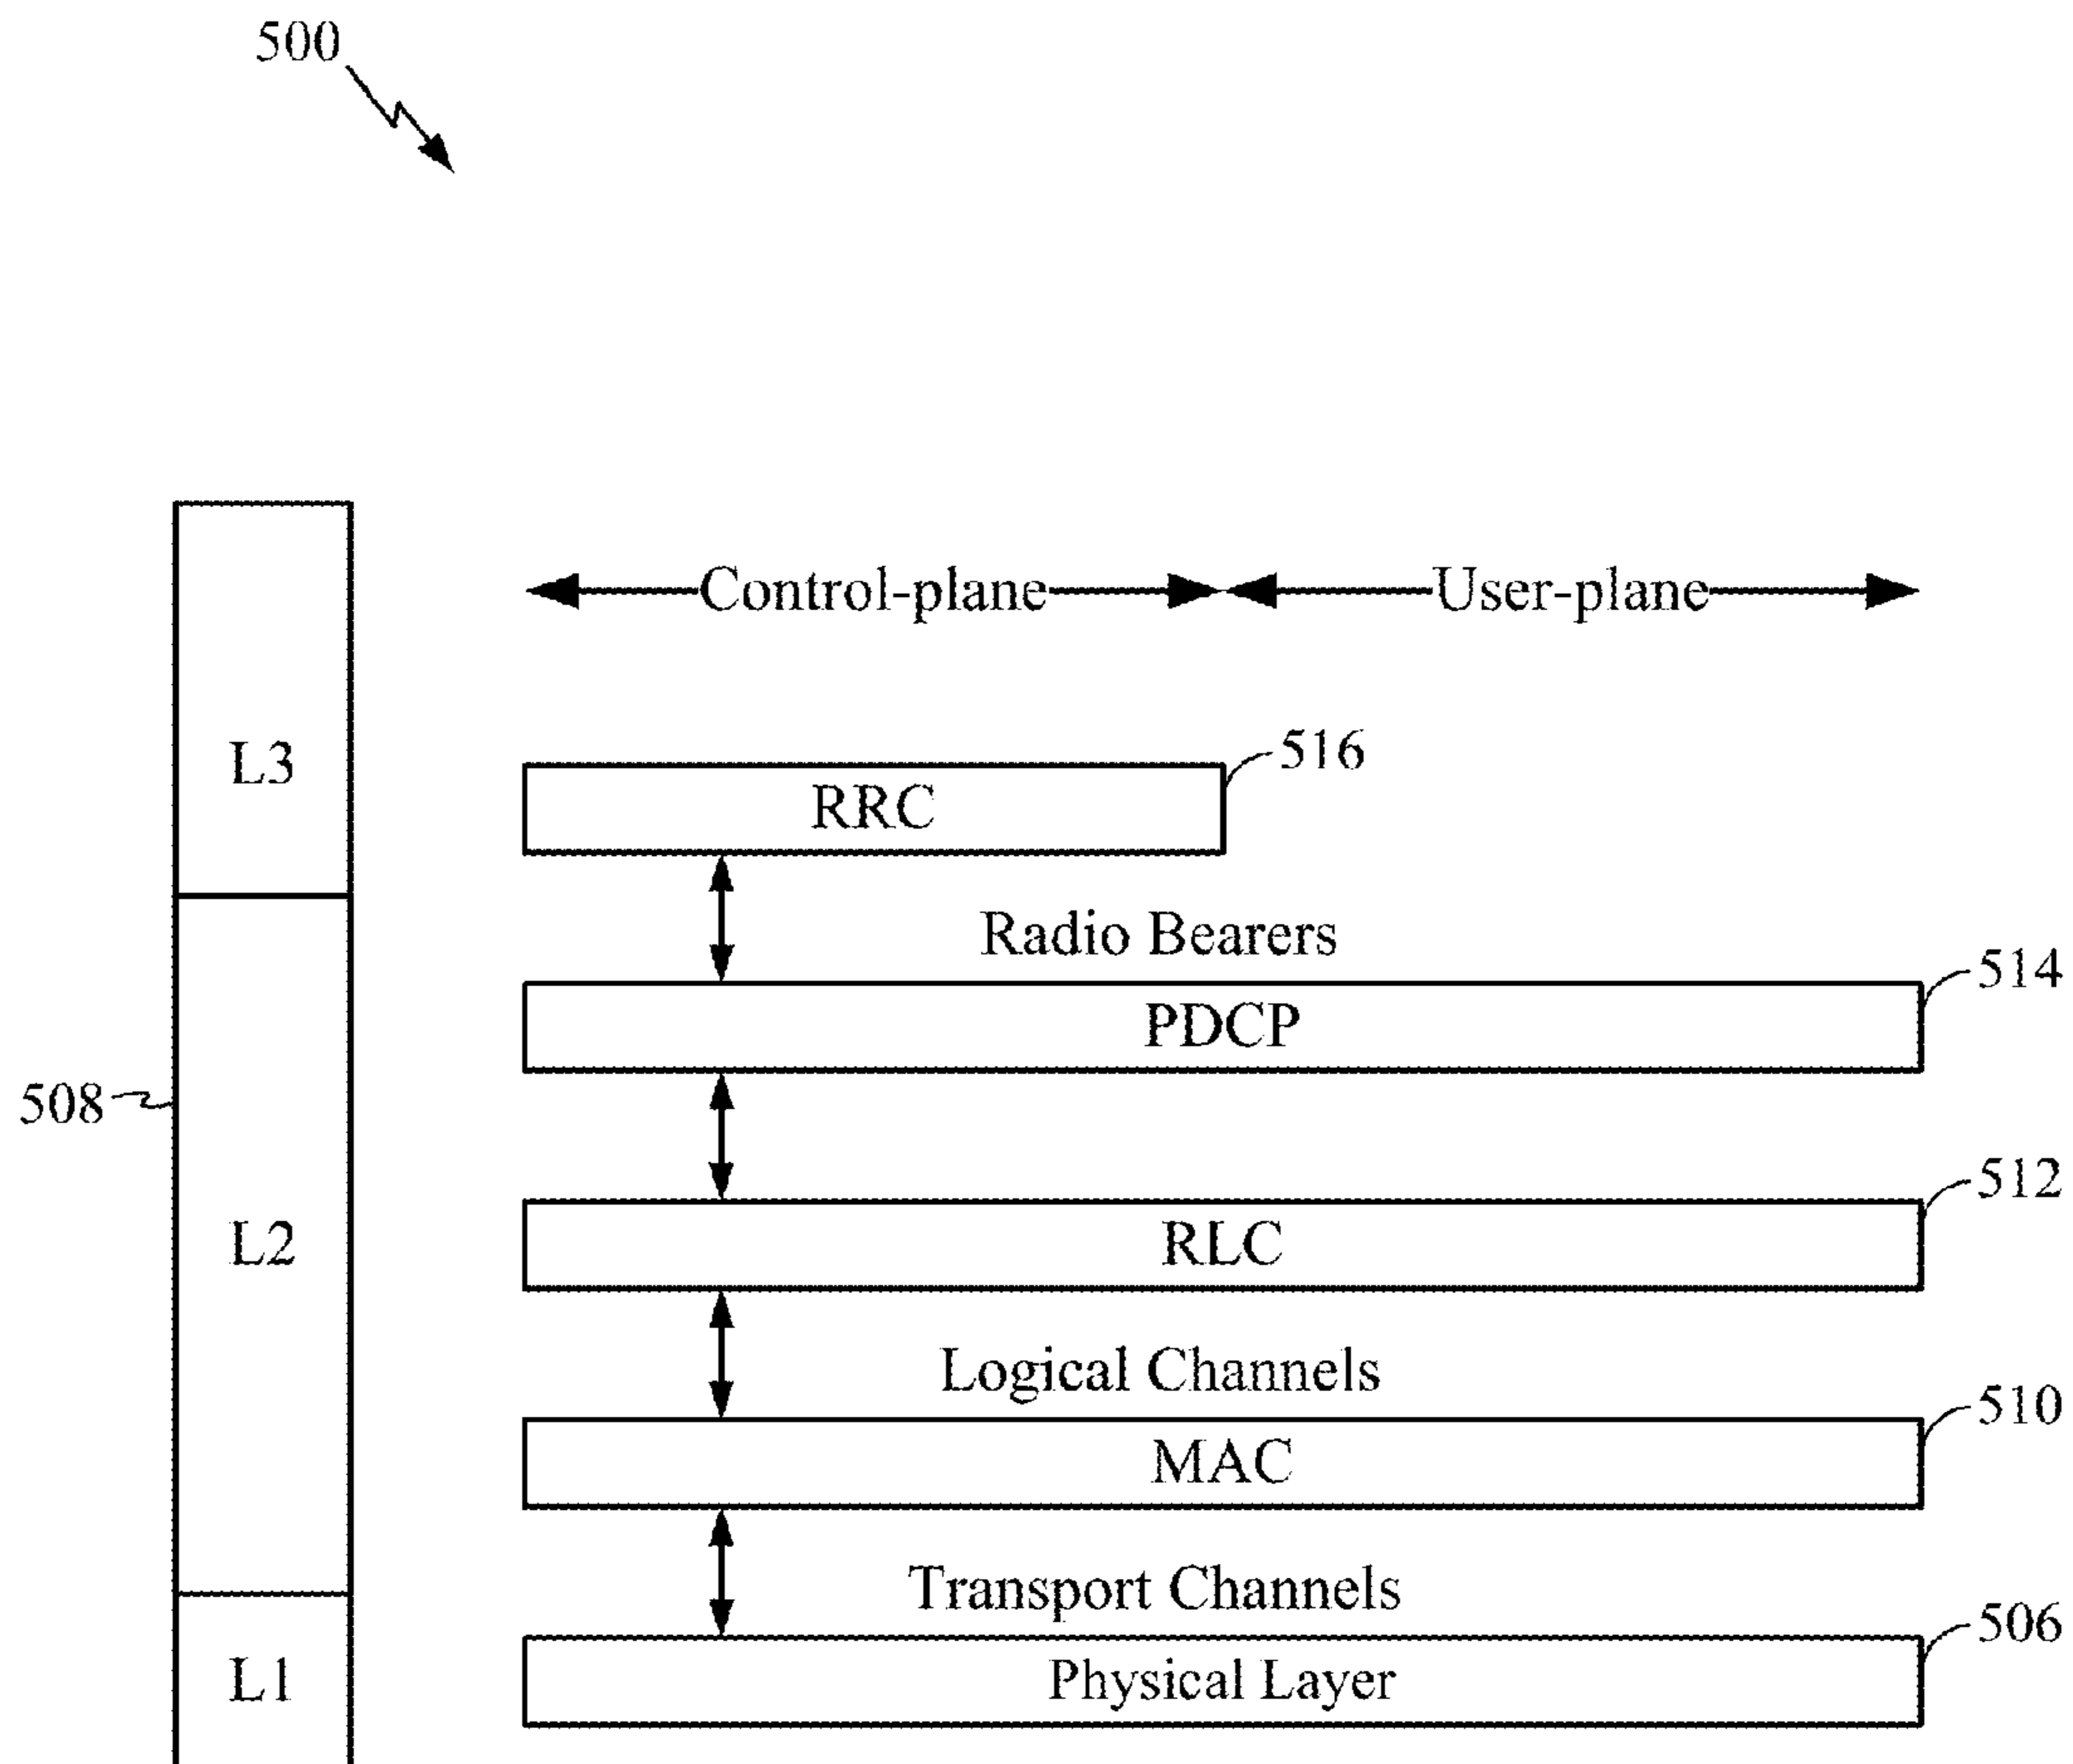 500
Control-plane User-plane
L3
516
RRC
Radio Bearers
514
PDCP
508
512
L2
RLC
Logical Channels
510
MAC
Transport Channels
506
L1
Physical Layer